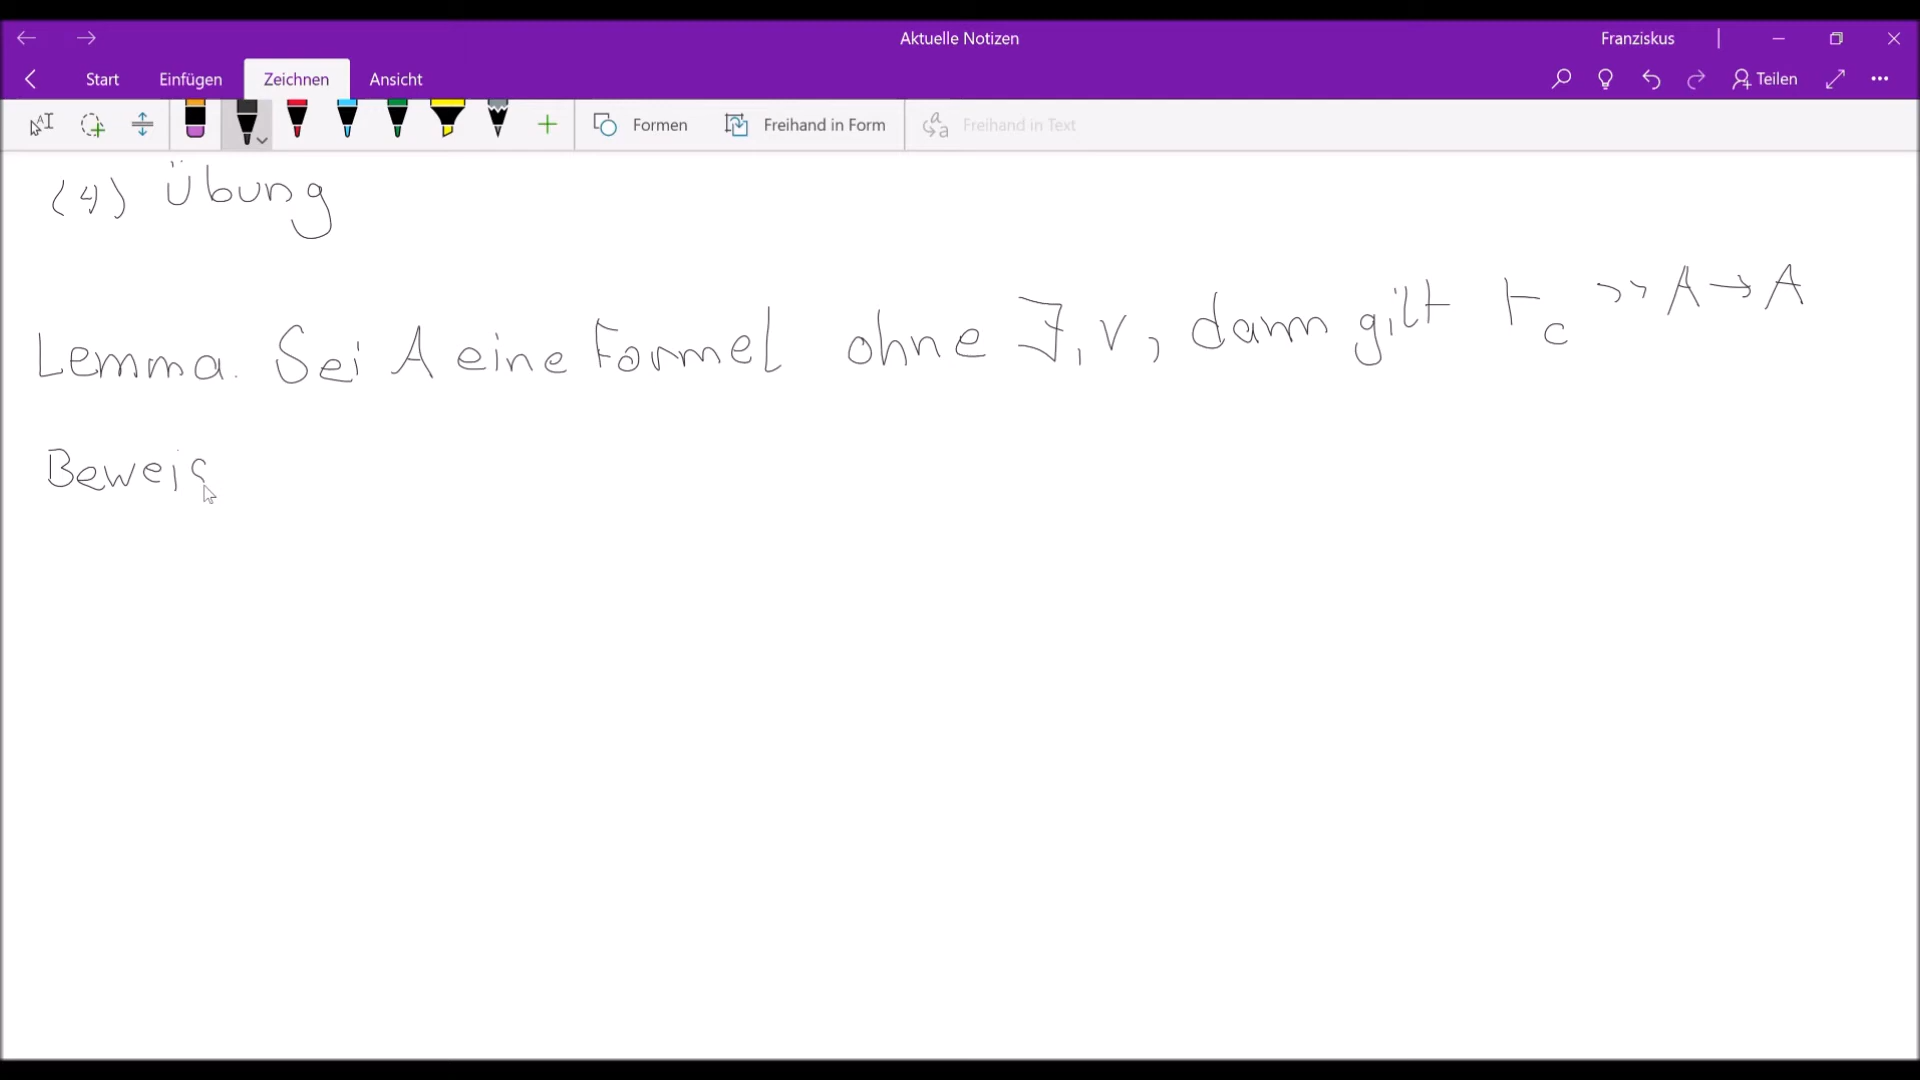 Aktuelle Notizen
Franziskus
Start Einfügen Zeichnen Ansicht
Teilen
Formen Freihand in Form Freihand in Text
(4) Übung
Lemma. Sei A eine Formel ohne ∃, ∨, dann gilt ⊢c ¬¬A → A
Beweis